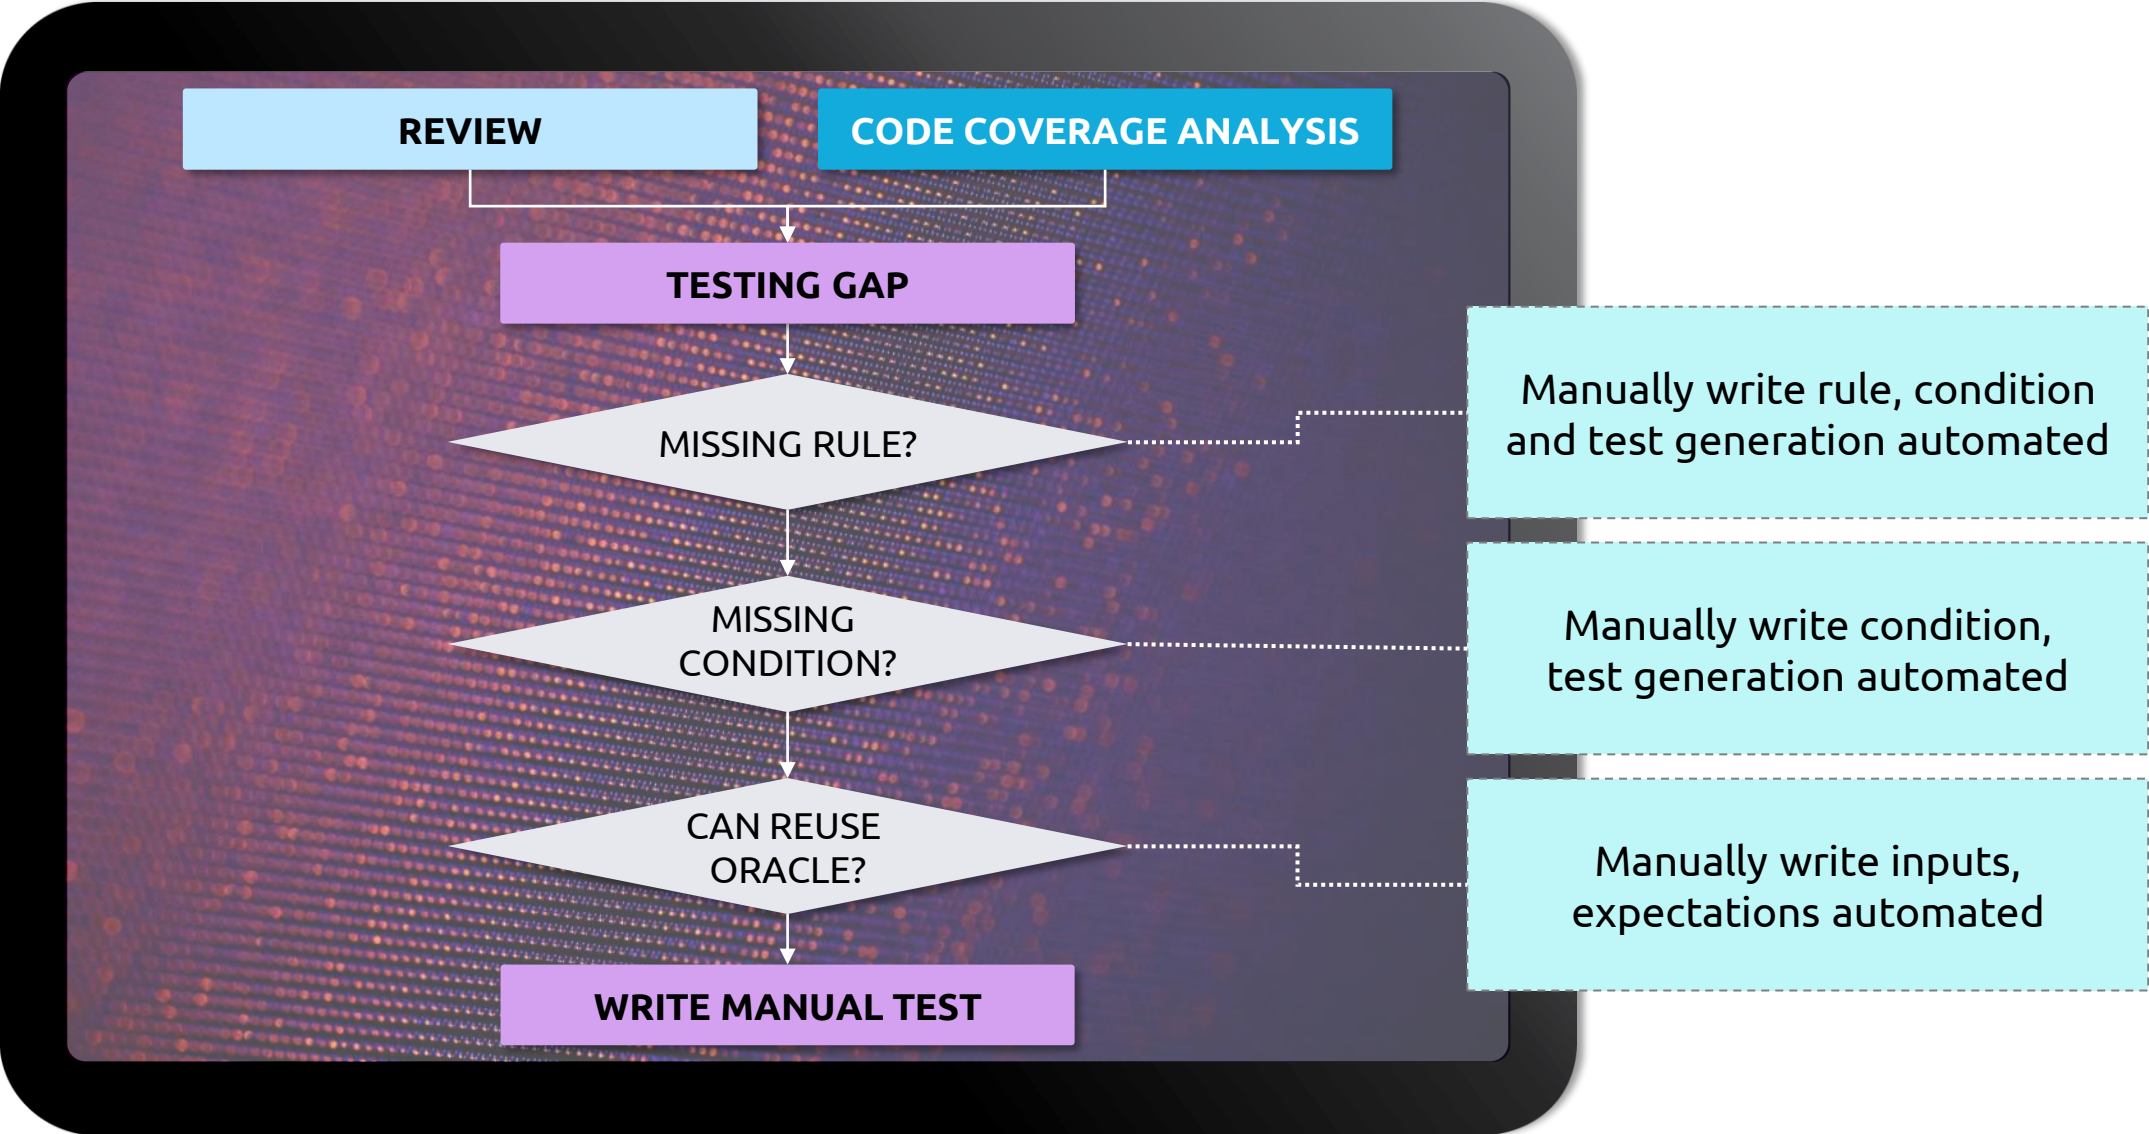 REVIEW
CODE COVERAGE ANALYSIS
TESTING GAP
MISSING RULE?
Manually write rule, condition
and test generation automated
MISSING
CONDITION?
Manually write condition,
test generation automated
CAN REUSE
ORACLE?
Manually write inputs,
expectations automated
WRITE MANUAL TEST